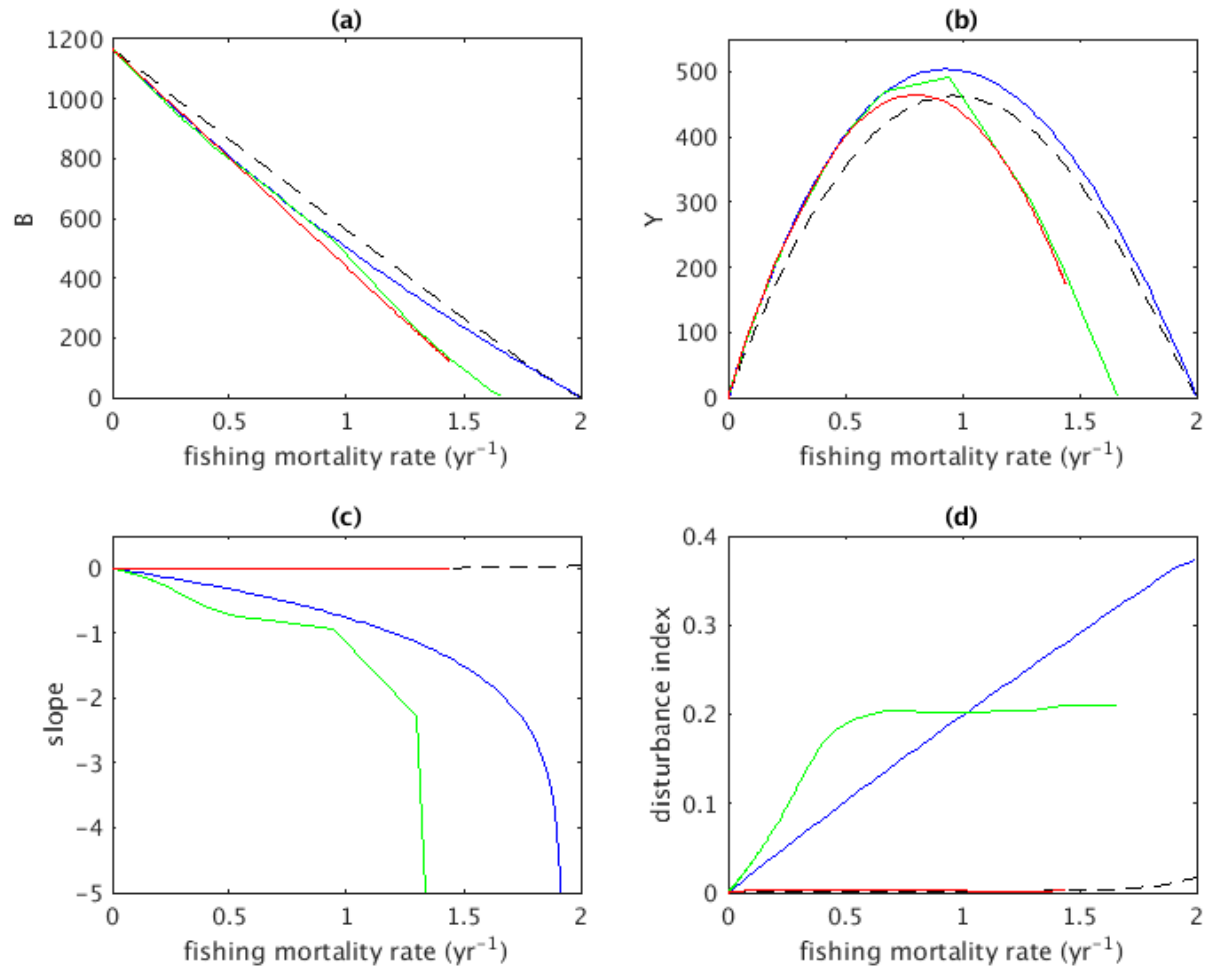 (a)
1200
1000
800
600
400
200
0
B
0 0.5 1 1.5 2
fishing mortality rate (yr⁻¹)
(b)
500
400
300
200
100
0
Y
0 0.5 1 1.5 2
fishing mortality rate (yr⁻¹)
(c)
0
-1
-2
-3
-4
-5
slope
0 0.5 1 1.5 2
fishing mortality rate (yr⁻¹)
(d)
0.4
0.3
0.2
0.1
0
disturbance index
0 0.5 1 1.5 2
fishing mortality rate (yr⁻¹)